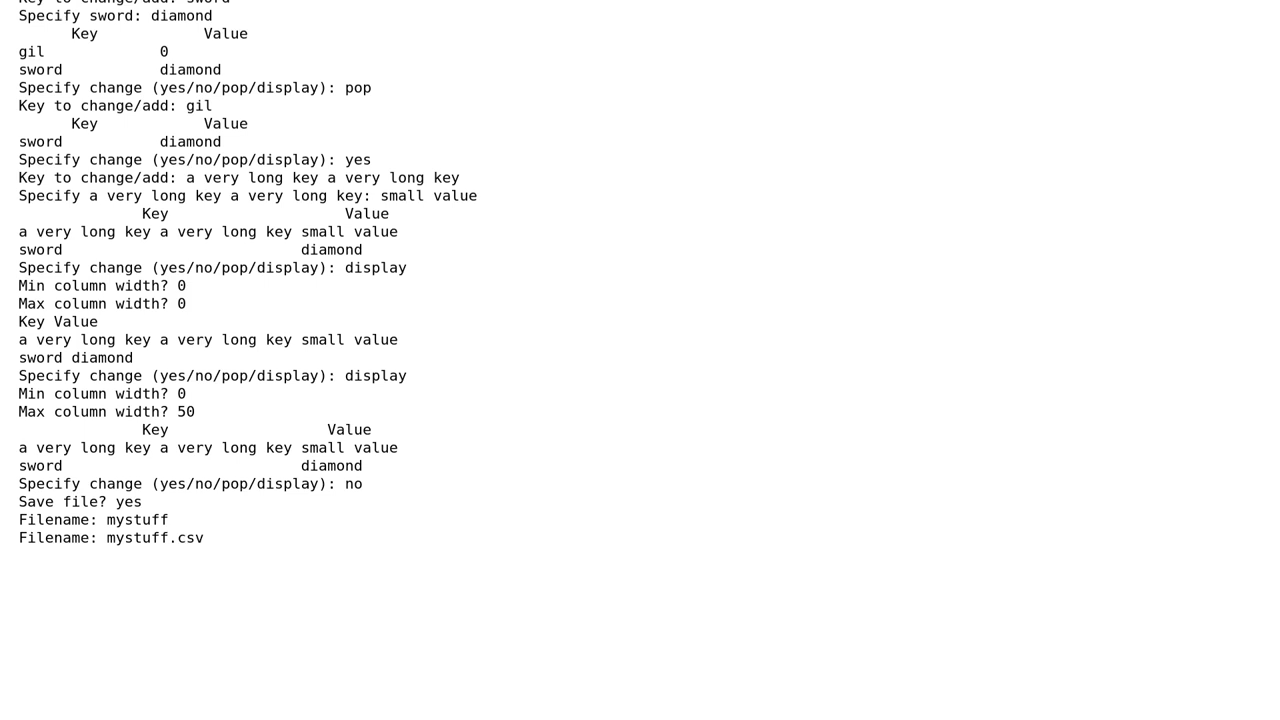 Key to change/add: sword
Specify sword: diamond
      Key            Value
gil             0
sword           diamond
Specify change (yes/no/pop/display): pop
Key to change/add: gil
      Key            Value
sword           diamond
Specify change (yes/no/pop/display): yes
Key to change/add: a very long key a very long key
Specify a very long key a very long key: small value
              Key                    Value
a very long key a very long key small value
sword                           diamond
Specify change (yes/no/pop/display): display
Min column width? 0
Max column width? 0
Key Value
a very long key a very long key small value
sword diamond
Specify change (yes/no/pop/display): display
Min column width? 0
Max column width? 50
              Key                  Value
a very long key a very long key small value
sword                           diamond
Specify change (yes/no/pop/display): no
Save file? yes
Filename: mystuff
Filename: mystuff.csv